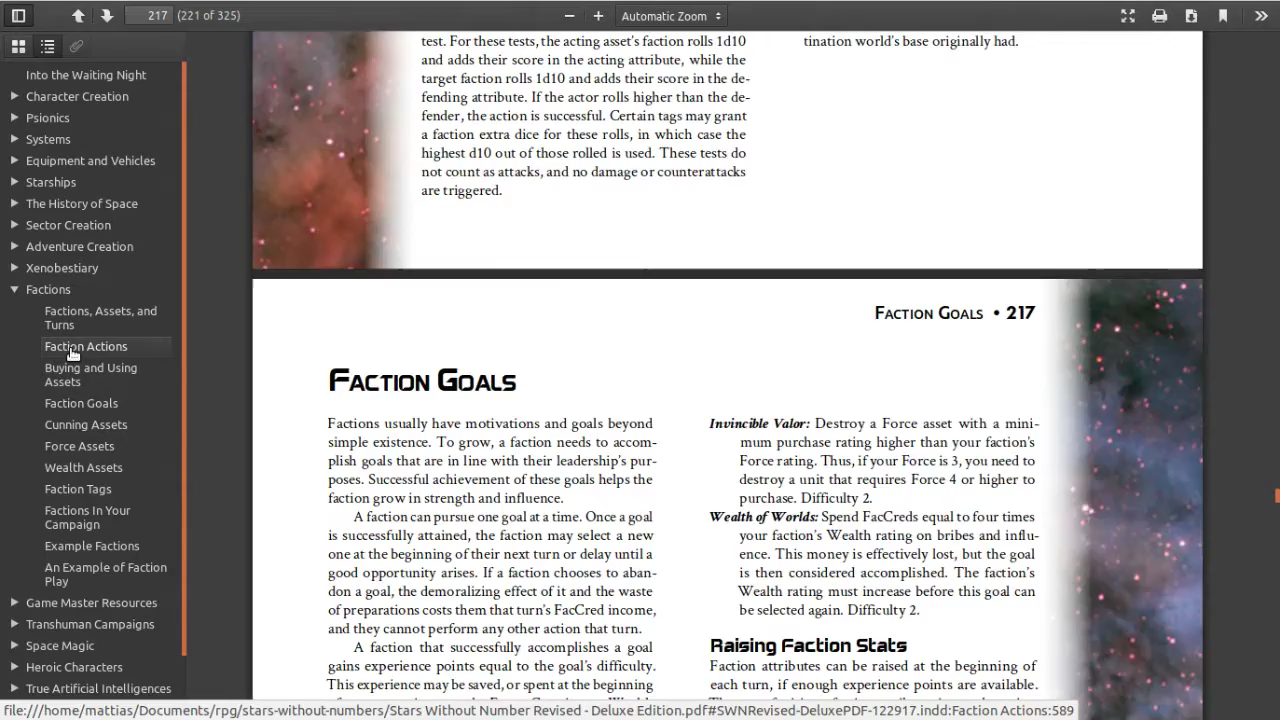 217 (221 of 325)
Automatic Zoom
Into the Waiting Night
Character Creation
Psionics
Systems
Equipment and Vehicles
Starships
The History of Space
Sector Creation
Adventure Creation
Xenobestiary
Factions
Factions, Assets, and
Turns
Faction Actions
Buying and Using
Assets
Faction Goals
Cunning Assets
Force Assets
Wealth Assets
Faction Tags
Factions In Your
Campaign
Example Factions
An Example of Faction
Play
Game Master Resources
Transhuman Campaigns
Space Magic
Heroic Characters
True Artificial Intelligences
test. For these tests, the acting asset's faction rolls 1d10
and adds their score in the acting attribute, while the
target faction rolls 1d10 and adds their score in the de-
fending attribute. If the actor rolls higher than the de-
fender, the action is successful. Certain tags may grant
a faction extra dice for these rolls, in which case the
highest d10 out of those rolled is used. These tests do
not count as attacks, and no damage or counterattacks
are triggered.
tination world's base originally had.
Faction Goals • 217
Faction Goals
Factions usually have motivations and goals beyond
simple existence. To grow, a faction needs to accom-
plish goals that are in line with their leadership's pur-
poses. Successful achievement of these goals helps the
faction grow in strength and influence.
A faction can pursue one goal at a time. Once a goal
is successfully attained, the faction may select a new
one at the beginning of their next turn or delay until a
good opportunity arises. If a faction chooses to aban-
don a goal, the demoralizing effect of it and the waste
of preparations costs them that turn's FacCred income,
and they cannot perform any other action that turn.
A faction that successfully accomplishes a goal
gains experience points equal to the goal's difficulty.
This experience may be saved, or spent at the beginning
Invincible Valor: Destroy a Force asset with a mini-
mum purchase rating higher than your faction's
Force rating. Thus, if your Force is 3, you need to
destroy a unit that requires Force 4 or higher to
purchase. Difficulty 2.
Wealth of Worlds: Spend FacCreds equal to four times
your faction's Wealth rating on bribes and influ-
ence. This money is effectively lost, but the goal
is then considered accomplished. The faction's
Wealth rating must increase before this goal can
be selected again. Difficulty 2.
Raising Faction Stats
Faction attributes can be raised at the beginning of
each turn, if enough experience points are available.
file:///home/mattias/Documents/rpg/stars-without-number/Stars Without Number Revised - Deluxe Edition.pdf#SWNRevised-DeluxePDF-122917.indd:Faction Actions:589